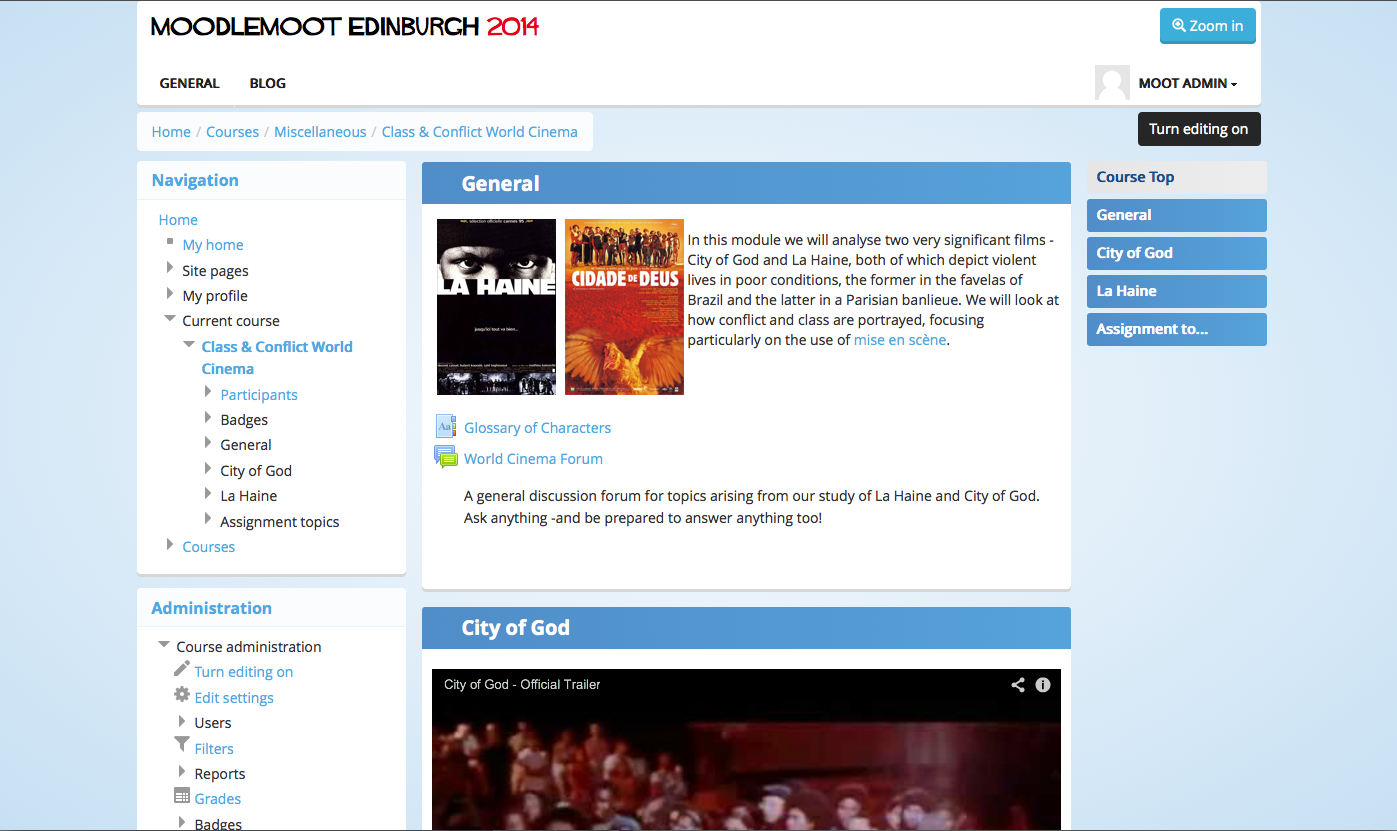 MOODLEMOOT EDINBURGH 2014
Zoom in
GENERAL
BLOG
MOOT ADMIN
Home / Courses / Miscellaneous / Class & Conflict World Cinema
Turn editing on
Navigation
Home
My home
Site pages
My profile
Current course
Class & Conflict World
Cinema
Participants
Badges
General
City of God
La Haine
Assignment topics
Courses
Administration
Course administration
Turn editing on
Edit settings
Users
Filters
Reports
Grades
Badges
General
LA HAINE
jusqu'ici tout va bien...
CIDADE DE DEUS
In this module we will analyse two very significant films -
City of God and La Haine, both of which depict violent
lives in poor conditions, the former in the favelas of
Brazil and the latter in a Parisian banlieue. We will look at
how conflict and class are portrayed, focusing
particularly on the use of mise en scène.
Aa
Glossary of Characters
World Cinema Forum
A general discussion forum for topics arising from our study of La Haine and City of God.
Ask anything -and be prepared to answer anything too!
City of God
City of God - Official Trailer
Course Top
General
City of God
La Haine
Assignment to...